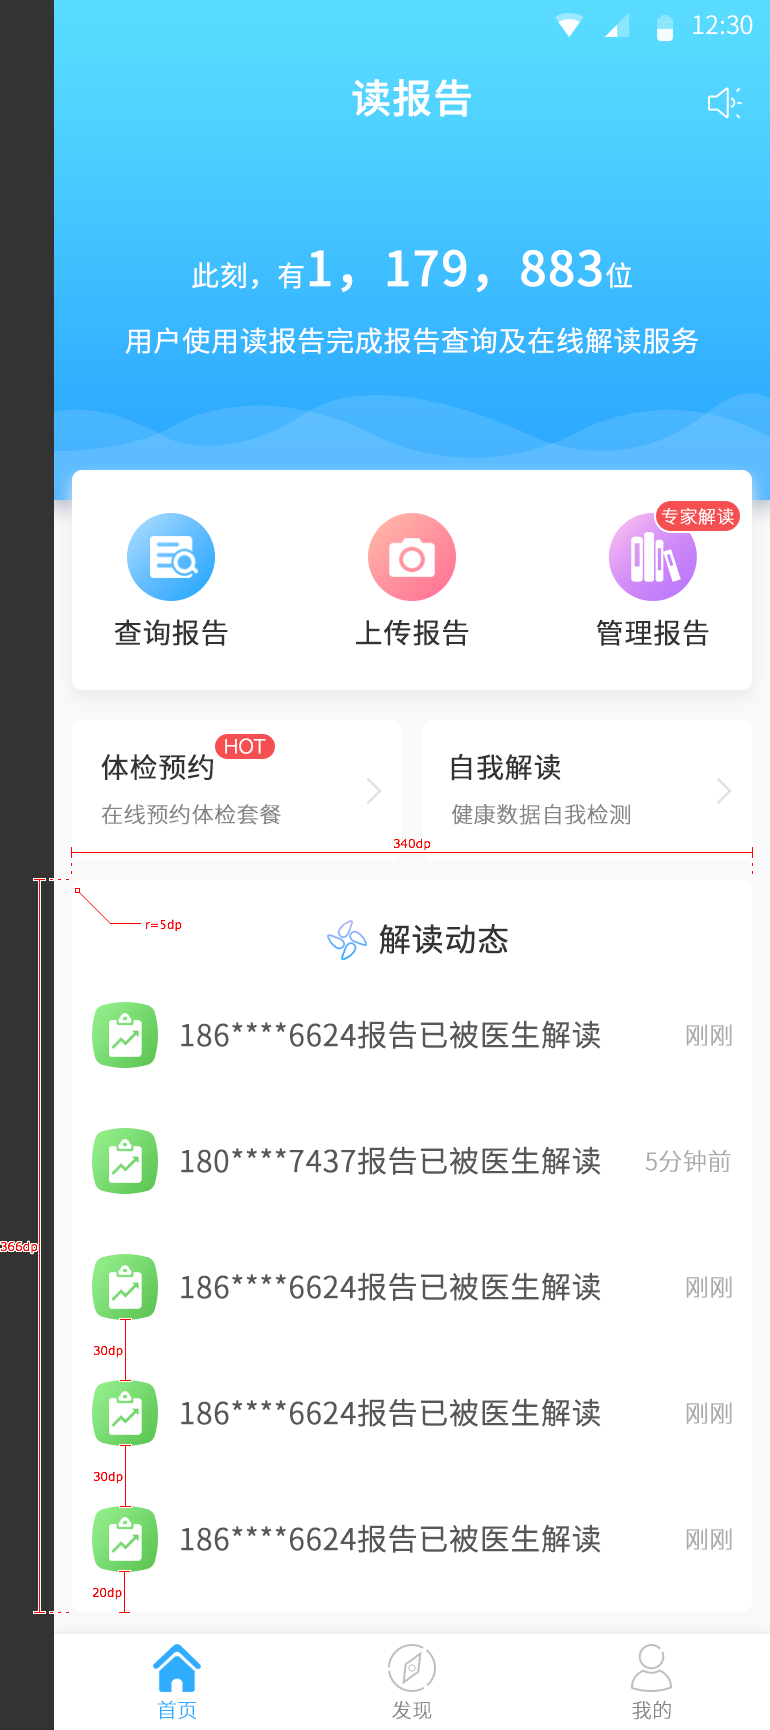 12:30
读报告
此刻，有1，179，883位
用户使用读报告完成报告查询及在线解读服务
专家解读
查询报告
上传报告
管理报告
体检预约 HOT
在线预约体检套餐
自我解读
健康数据自我检测
340dp
r=5dp
解读动态
186****6624报告已被医生解读 刚刚
180****7437报告已被医生解读 5分钟前
366dp
186****6624报告已被医生解读 刚刚
30dp
186****6624报告已被医生解读 刚刚
30dp
186****6624报告已被医生解读 刚刚
20dp
首页
发现
我的